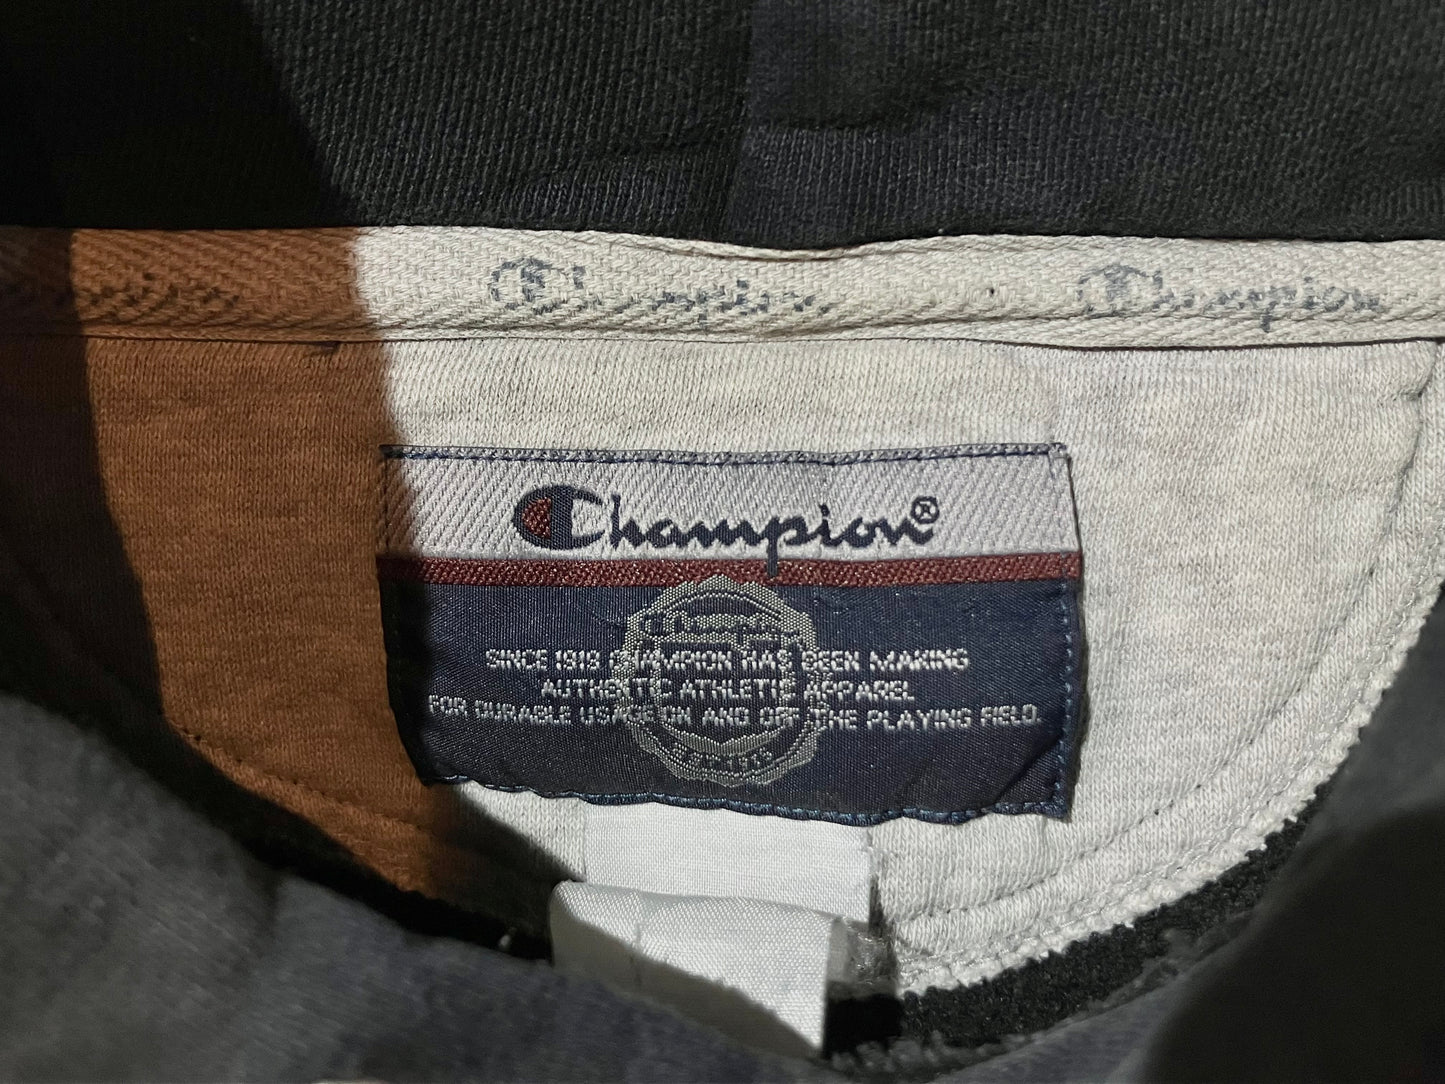 Champion Champion
Champion®
SINCE 1919 CHAMPION HAS BEEN MAKING
AUTHENTIC ATHLETIC APPAREL
FOR DURABLE USAGE ON AND OFF THE PLAYING FIELD.